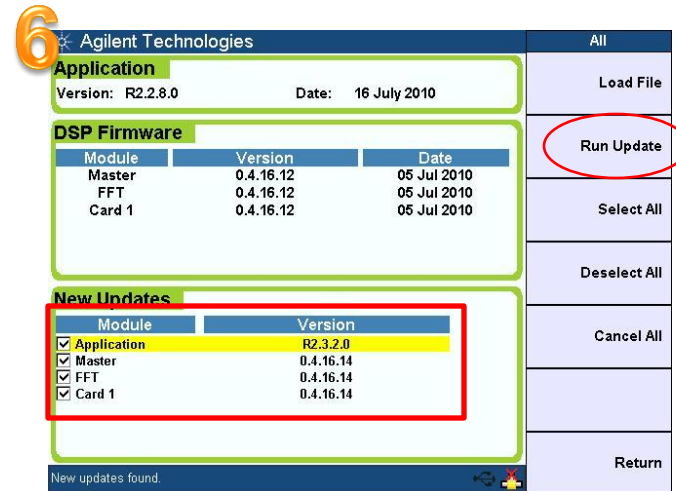 6
Agilent Technologies
All
Application
Version: R2.2.8.0 Date: 16 July 2010
Load File
DSP Firmware
Module Version Date
Master 0.4.16.12 05 Jul 2010
FFT 0.4.16.12 05 Jul 2010
Card 1 0.4.16.12 05 Jul 2010
Run Update
Select All
Deselect All
New Updates
Module Version
Application R2.3.2.0
Master 0.4.16.14
FFT 0.4.16.14
Card 1 0.4.16.14
Cancel All
New updates found.
Return